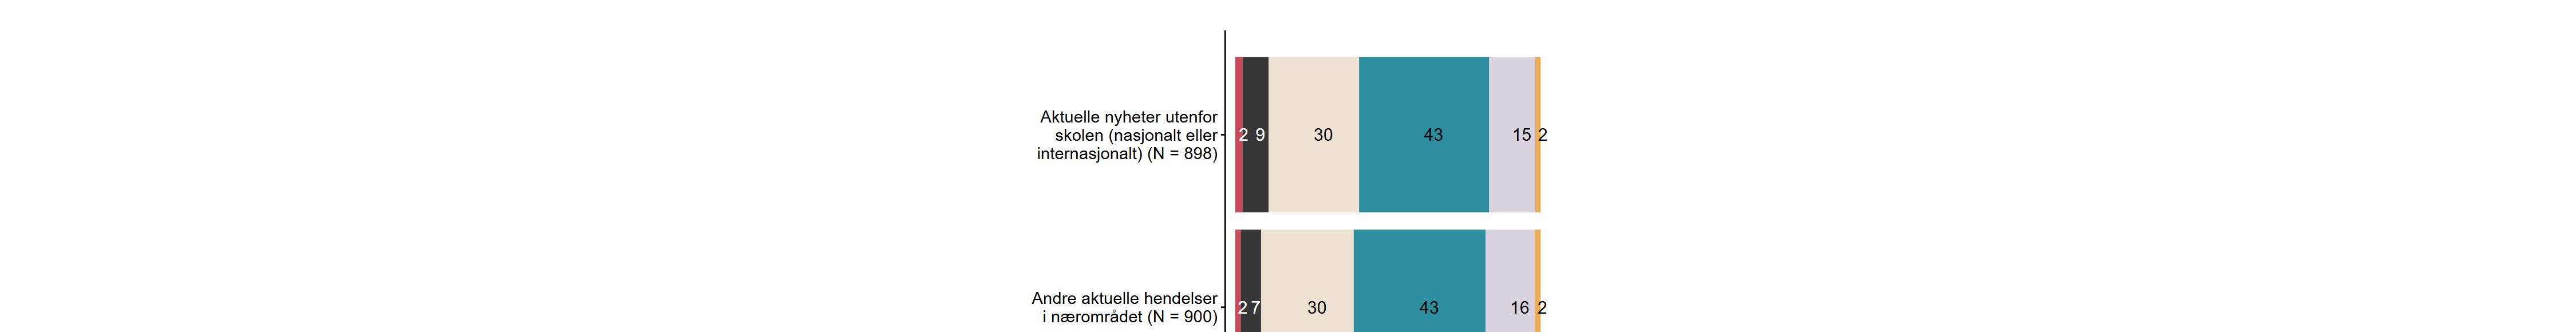 Aktuelle nyheter utenfor
skolen (nasjonalt eller
internasjonalt) (N = 898)
2 9 30 43 15 2
Andre aktuelle hendelser
i nærområdet (N = 900)
2 7 30 43 16 2